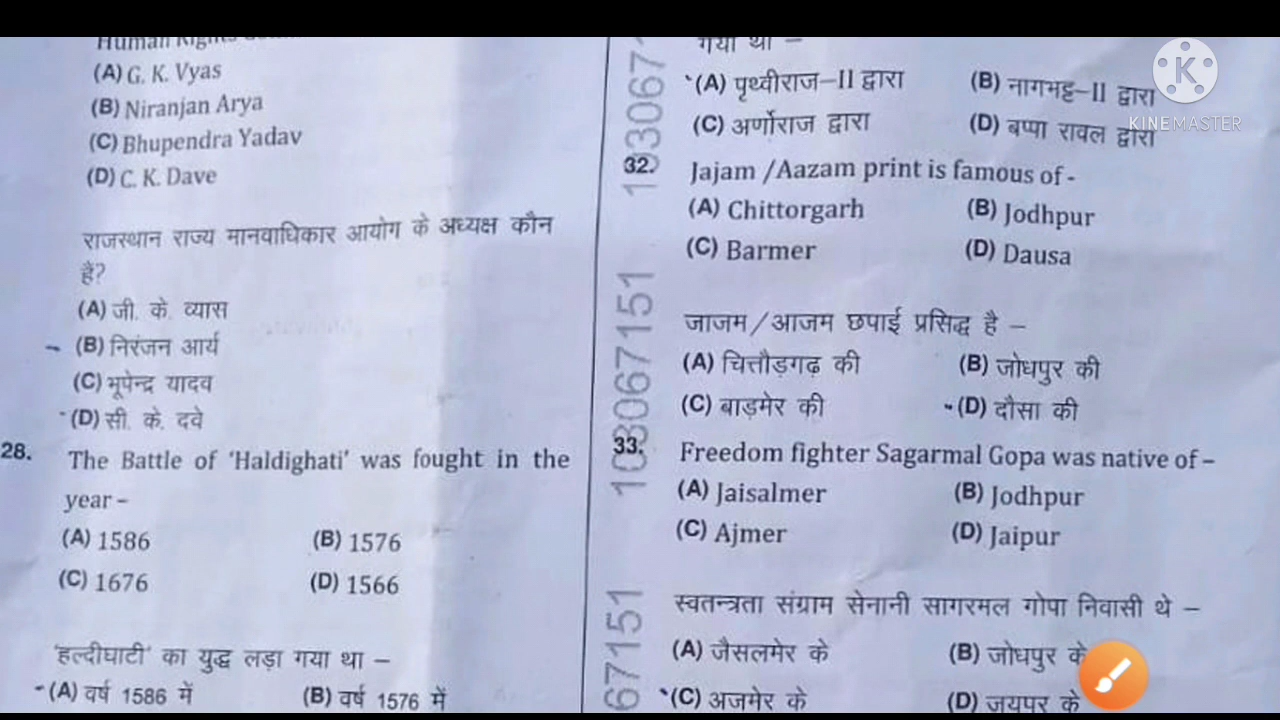 Human Rights
(A) G. K. Vyas
(B) Niranjan Arya
(C) Bhupendra Yadav
(D) C. K. Dave
राजस्थान राज्य मानवाधिकार आयोग के अध्यक्ष कौन
हैं?
(A) जी. के. व्यास
(B) निरंजन आर्य
(C) भूपेन्द्र यादव
(D) सी. के. दवे
28. The Battle of 'Haldighati' was fought in the
year –
(A) 1586 (B) 1576
(C) 1676 (D) 1566
'हल्दीघाटी' का युद्ध लड़ा गया था –
(A) वर्ष 1586 में (B) वर्ष 1576 में
गया था –
(A) पृथ्वीराज–II द्वारा (B) नागभट्ट–II द्वारा
(C) अर्णोराज द्वारा (D) बप्पा रावल द्वारा
32. Jajam /Aazam print is famous of -
(A) Chittorgarh (B) Jodhpur
(C) Barmer (D) Dausa
जाजम / आजम छपाई प्रसिद्ध है –
(A) चित्तौड़गढ़ की (B) जोधपुर की
(C) बाड़मेर की (D) दौसा की
33. Freedom fighter Sagarmal Gopa was native of –
(A) Jaisalmer (B) Jodhpur
(C) Ajmer (D) Jaipur
स्वतन्त्रता संग्राम सेनानी सागरमल गोपा निवासी थे –
(A) जैसलमेर के (B) जोधपुर के
(C) अजमेर के (D) जयपुर के
67151
K
KINEMASTER